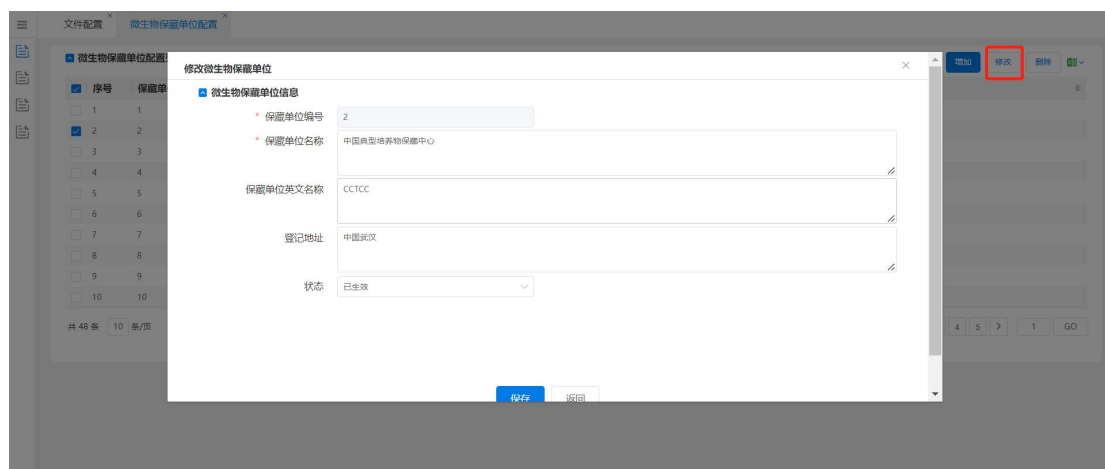 文件配置 × 微生物保藏单位配置 ×
微生物保藏单位配置 增加 修改 删除
修改微生物保藏单位 ×
序号 保藏单
微生物保藏单位信息
* 保藏单位编号 2
* 保藏单位名称 中国典型培养物保藏中心
保藏单位英文名称 CCTCC
登记地址 中国武汉
状态 已生效
1 1
2 2
3 3
4 4
5 5
6 6
7 7
8 8
9 9
10 10
共 48 条 10 条/页 4 5 > 1 GO
保存 返回